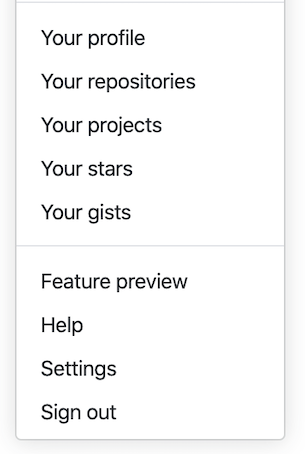 Your profile
Your repositories
Your projects
Your stars
Your gists
Feature preview
Help
Settings
Sign out